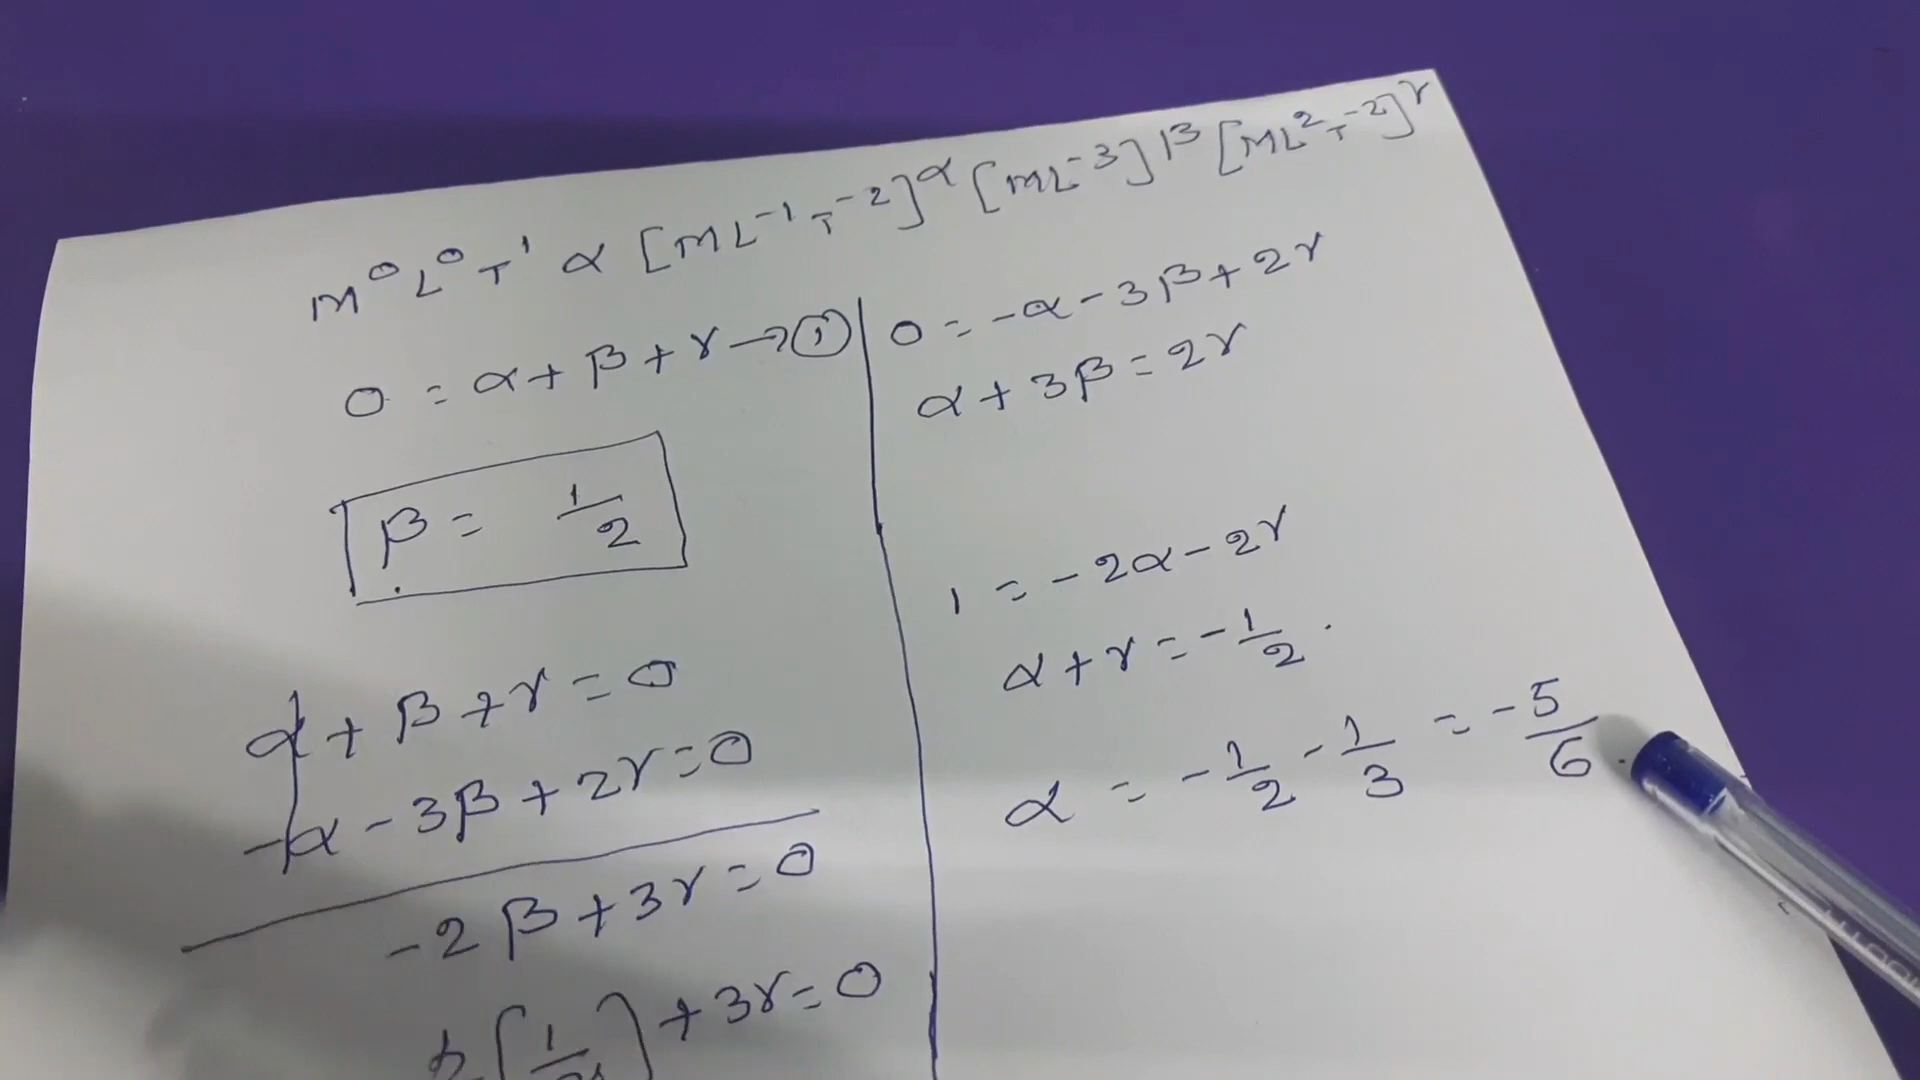 M⁰L⁰T¹ ∝ [ML⁻¹T⁻²]^α [ML⁻³]^β [ML²T⁻²]^γ
0 = α + β + γ → ①
β = 1/2
α + β + γ = 0
-α - 3β + 2γ = 0
-2β + 3γ = 0
+ 3γ = 0
0 = -α - 3β + 2γ
α + 3β = 2γ
1 = -2α - 2γ
α + γ = -1/2.
α = -1/2 - 1/3 = -5/6